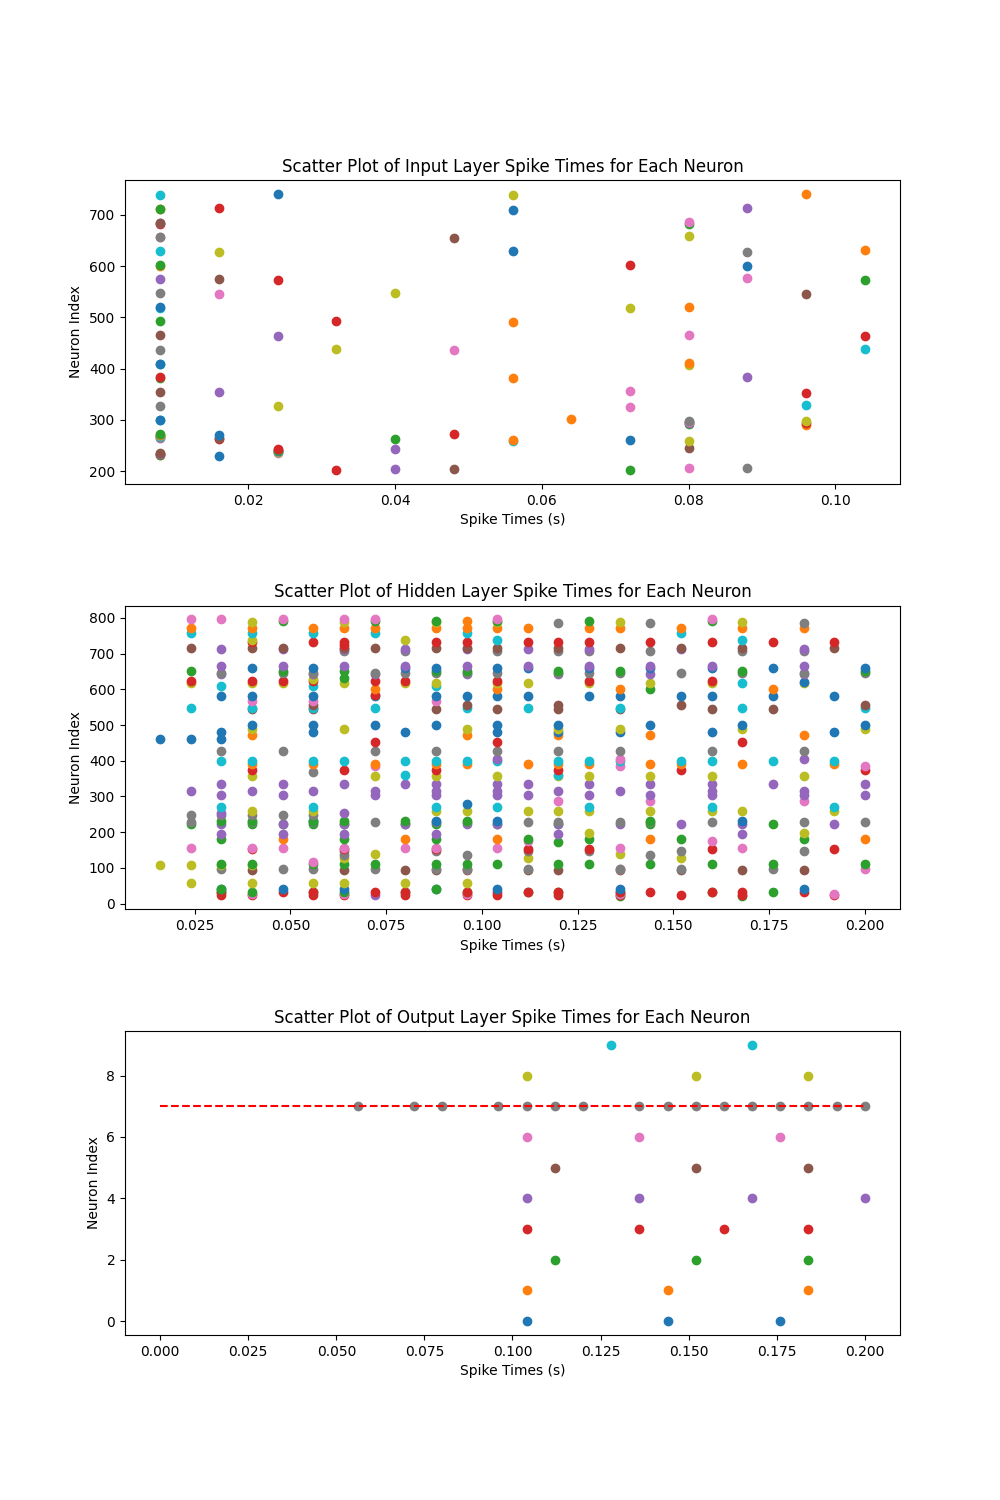 Scatter Plot of Input Layer Spike Times for Each Neuron
700
600
500
400
300
200
Neuron Index
0.02 0.04 0.06 0.08 0.10
Spike Times (s)
Scatter Plot of Hidden Layer Spike Times for Each Neuron
800
700
600
500
400
300
200
100
0
Neuron Index
0.025 0.050 0.075 0.100 0.125 0.150 0.175 0.200
Spike Times (s)
Scatter Plot of Output Layer Spike Times for Each Neuron
8
6
4
2
0
Neuron Index
0.000 0.025 0.050 0.075 0.100 0.125 0.150 0.175 0.200
Spike Times (s)